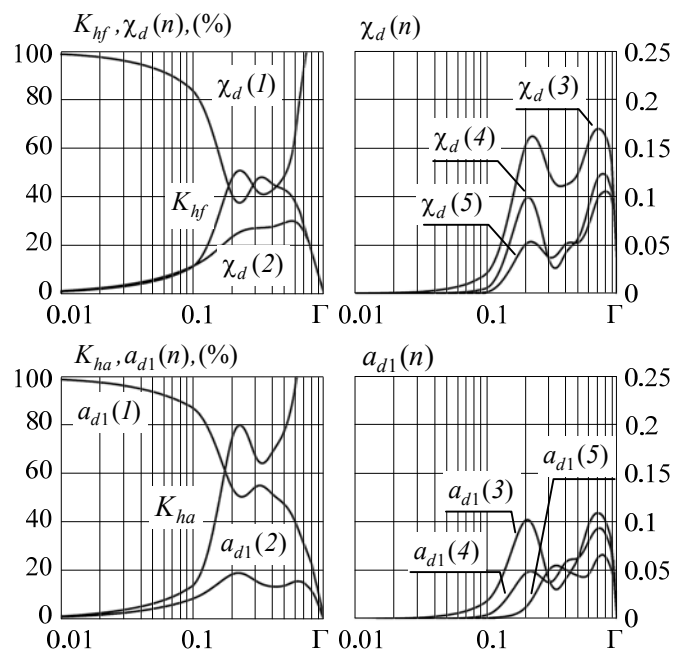 K_hf , χ_d(n), (%)
χ_d(n)
100
80
60
40
20
0
χ_d(1)
K_hf
χ_d(2)
0.01
0.1
Γ
χ_d(3)
χ_d(4)
χ_d(5)
0.25
0.2
0.15
0.1
0.05
0
0.01
0.1
Γ
K_ha , a_d1(n), (%)
a_d1(n)
100
80
60
40
20
0
a_d1(1)
K_ha
a_d1(2)
0.01
0.1
Γ
a_d1(3)
a_d1(5)
a_d1(4)
0.25
0.2
0.15
0.1
0.05
0
0.01
0.1
Γ